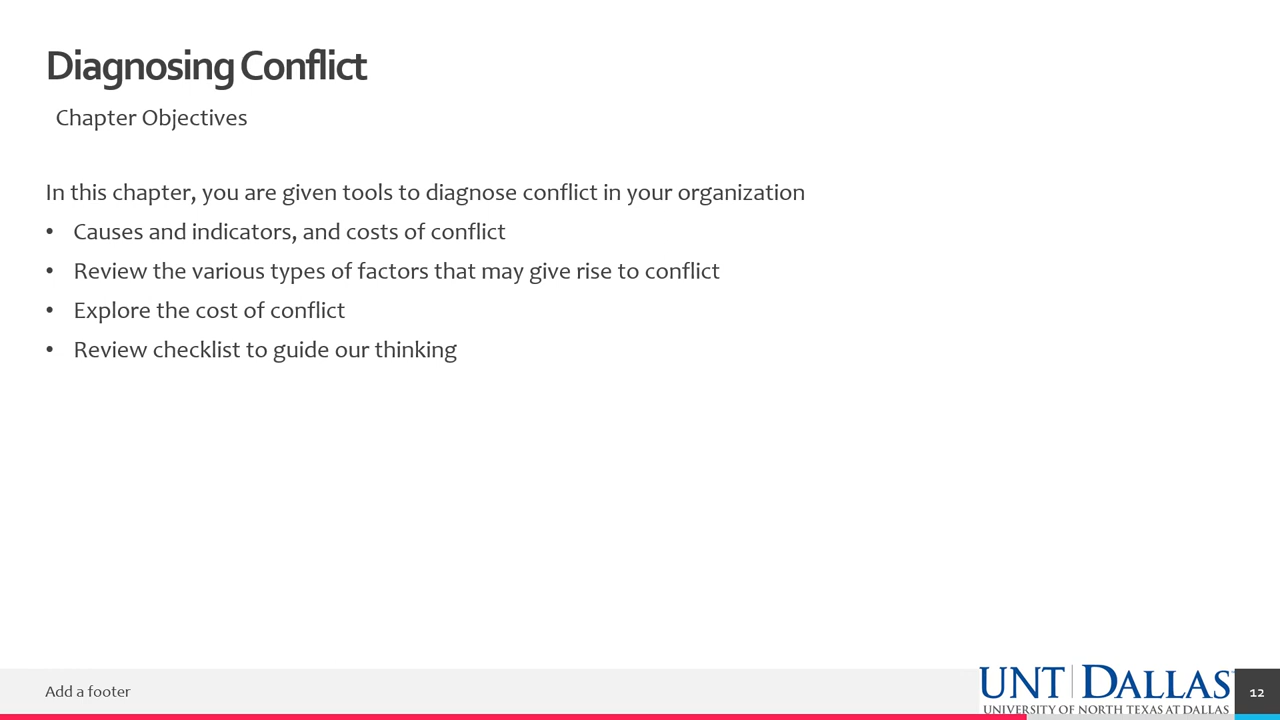 Diagnosing Conflict
Chapter Objectives
In this chapter, you are given tools to diagnose conflict in your organization
• Causes and indicators, and costs of conflict
• Review the various types of factors that may give rise to conflict
• Explore the cost of conflict
• Review checklist to guide our thinking
Add a footer
UNT DALLAS
UNIVERSITY OF NORTH TEXAS AT DALLAS
12